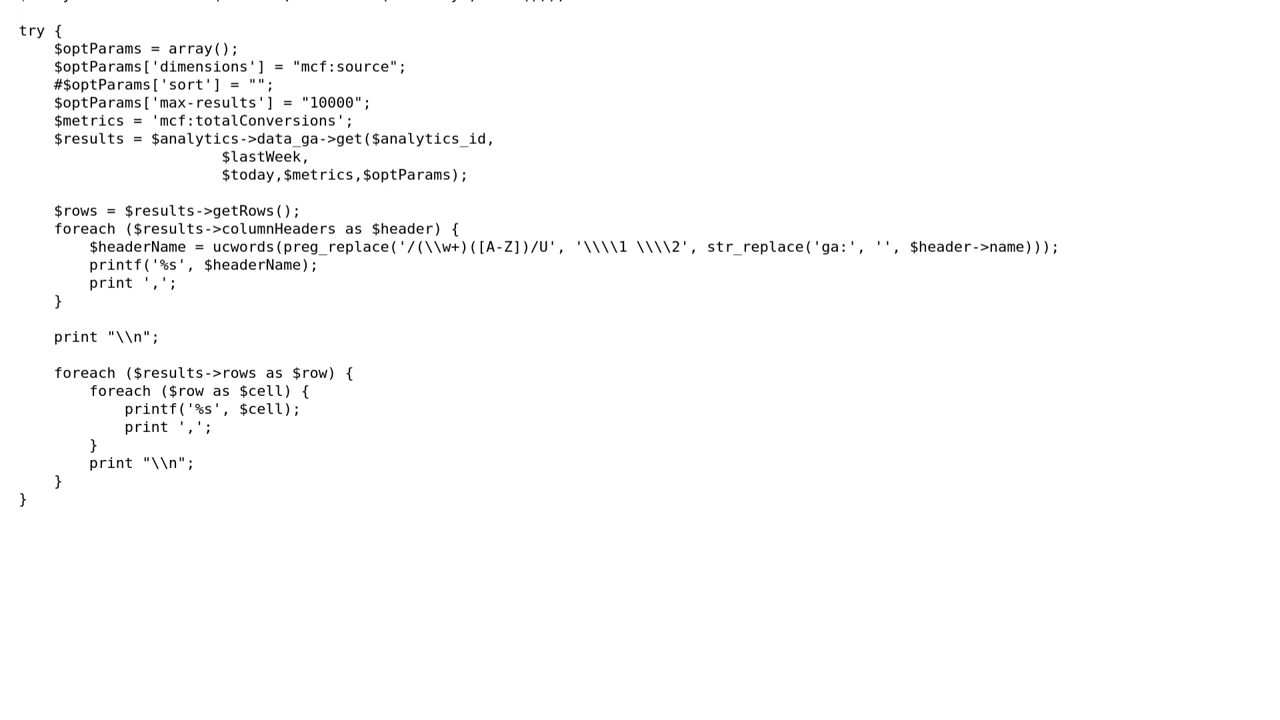 try {
    $optParams = array();
    $optParams['dimensions'] = "mcf:source";
    #$optParams['sort'] = "";
    $optParams['max-results'] = "10000";
    $metrics = 'mcf:totalConversions';
    $results = $analytics->data_ga->get($analytics_id,
                       $lastWeek,
                       $today,$metrics,$optParams);
    $rows = $results->getRows();
    foreach ($results->columnHeaders as $header) {
        $headerName = ucwords(preg_replace('/(\\w+)([A-Z])/U', '\\\\1 \\\\2', str_replace('ga:', '', $header->name)));
        printf('%s', $headerName);
        print ',';
    }
    print "\\n";
    foreach ($results->rows as $row) {
        foreach ($row as $cell) {
            printf('%s', $cell);
            print ',';
        }
        print "\\n";
    }
}